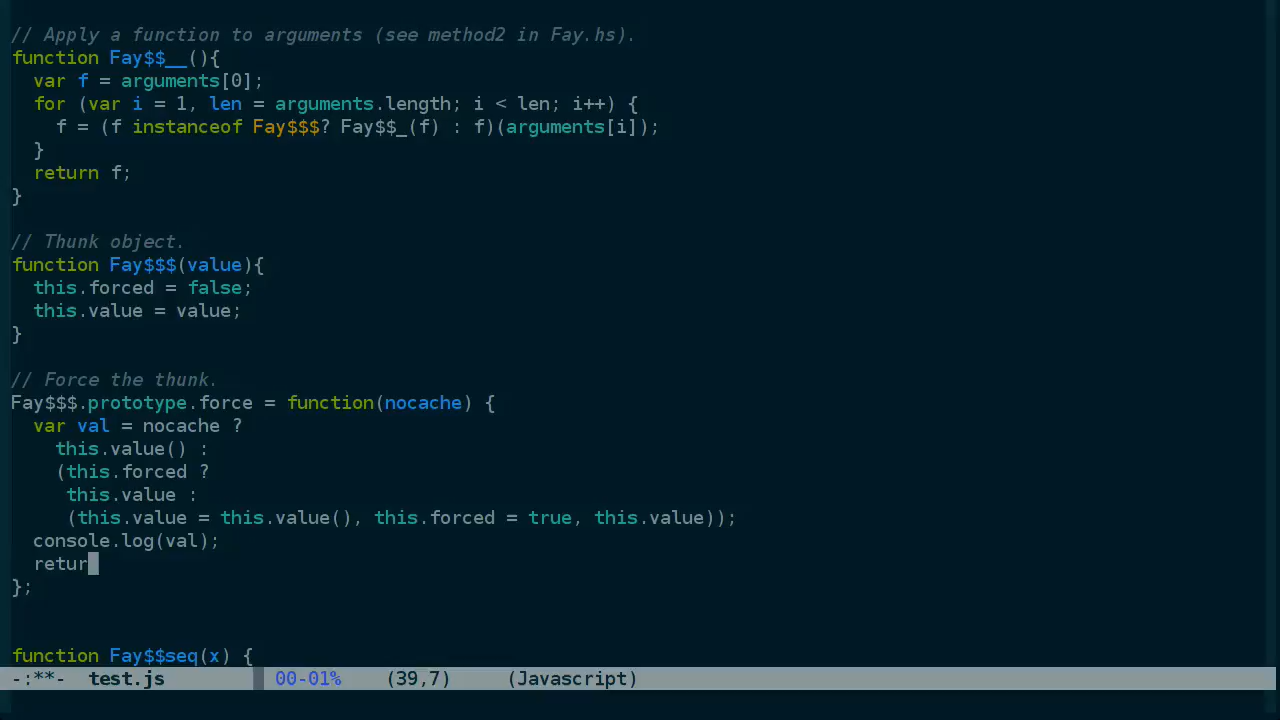 // Apply a function to arguments (see method2 in Fay.hs).
function Fay$$__(){
  var f = arguments[0];
  for (var i = 1, len = arguments.length; i < len; i++) {
    f = (f instanceof Fay$$$? Fay$$_(f) : f)(arguments[i]);
  }
  return f;
}

// Thunk object.
function Fay$$$(value){
  this.forced = false;
  this.value = value;
}

// Force the thunk.
Fay$$$.prototype.force = function(nocache) {
  var val = nocache ?
    this.value() :
    (this.forced ?
     this.value :
     (this.value = this.value(), this.forced = true, this.value));
  console.log(val);
  retur
};

function Fay$$seq(x) {
-:**-  test.js        00-01%    (39,7)     (Javascript)